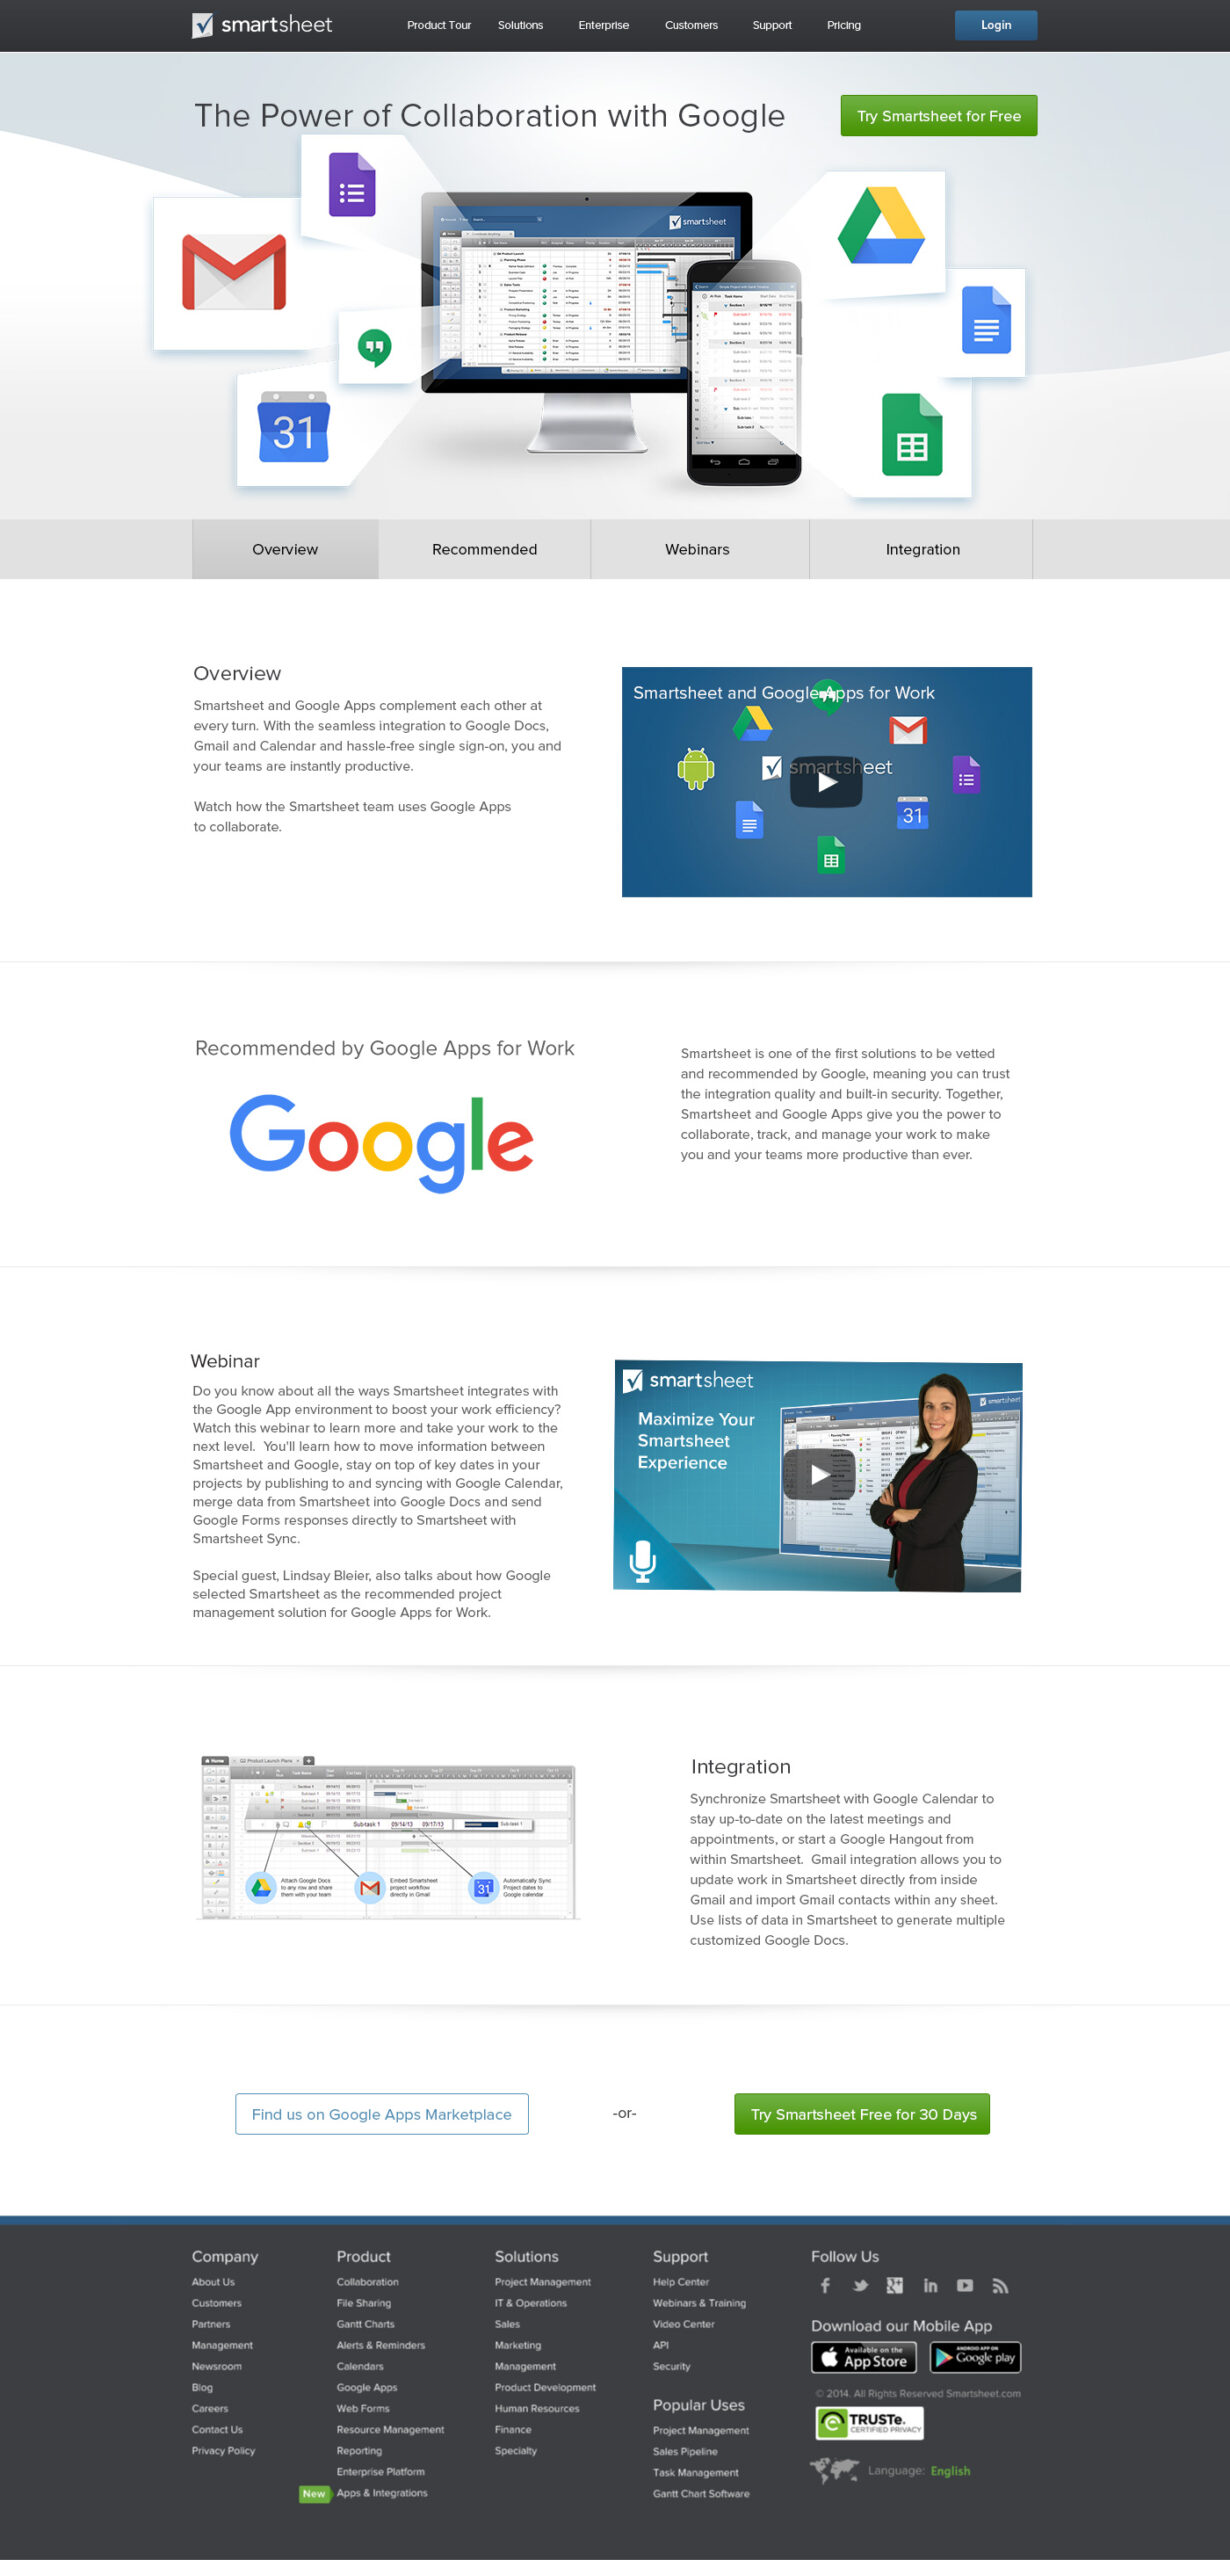 smartsheet
Product Tour
Solutions
Enterprise
Customers
Support
Pricing
Login
The Power of Collaboration with Google
Try Smartsheet for Free
smartsheet
31
Overview
Recommended
Webinars
Integration
Overview
Smartsheet and Google Apps complement each other at
every turn. With the seamless integration to Google Docs,
Gmail and Calendar and hassle-free single sign-on, you and
your teams are instantly productive.
Watch how the Smartsheet team uses Google Apps
to collaborate.
Smartsheet and Google Apps for Work
smartsheet
31
Recommended by Google Apps for Work
Google
Smartsheet is one of the first solutions to be vetted
and recommended by Google, meaning you can trust
the integration quality and built-in security. Together,
Smartsheet and Google Apps give you the power to
collaborate, track, and manage your work to make
you and your teams more productive than ever.
Webinar
Do you know about all the ways Smartsheet integrates with
the Google App environment to boost your work efficiency?
Watch this webinar to learn more and take your work to the
next level.  You'll learn how to move information between
Smartsheet and Google, stay on top of key dates in your
projects by publishing to and syncing with Google Calendar,
merge data from Smartsheet into Google Docs and send
Google Forms responses directly to Smartsheet with
Smartsheet Sync.
Special guest, Lindsay Bleier, also talks about how Google
selected Smartsheet as the recommended project
management solution for Google Apps for Work.
smartsheet
Maximize Your
Smartsheet
Experience
smartsheet
Home
Q2 Product Launch Plans
Sub-task 1 09/14/13 09/17/13 Sub-task 1
Attach Google Docs
to any row and share
them with your team
Embed Smartsheet
project workflow
directly in Gmail
31
Automatically Sync
Project dates to
Google calendar
Integration
Synchronize Smartsheet with Google Calendar to
stay up-to-date on the latest meetings and
appointments, or start a Google Hangout from
within Smartsheet.  Gmail integration allows you to
update work in Smartsheet directly from inside
Gmail and import Gmail contacts within any sheet.
Use lists of data in Smartsheet to generate multiple
customized Google Docs.
Find us on Google Apps Marketplace
-or-
Try Smartsheet Free for 30 Days
Company
About Us
Customers
Partners
Management
Newsroom
Blog
Careers
Contact Us
Privacy Policy
Product
Collaboration
File Sharing
Gantt Charts
Alerts & Reminders
Calendars
Google Apps
Web Forms
Resource Management
Reporting
Enterprise Platform
New
Apps & Integrations
Solutions
Project Management
IT & Operations
Sales
Marketing
Management
Product Development
Human Resources
Finance
Specialty
Support
Help Center
Webinars & Training
Video Center
API
Security
Popular Uses
Project Management
Sales Pipeline
Task Management
Gantt Chart Software
Follow Us
Download our Mobile App
Available on the
App Store
ANDROID APP ON
Google play
© 2014. All Rights Reserved Smartsheet.com
TRUSTe.
CERTIFIED PRIVACY
Language: English